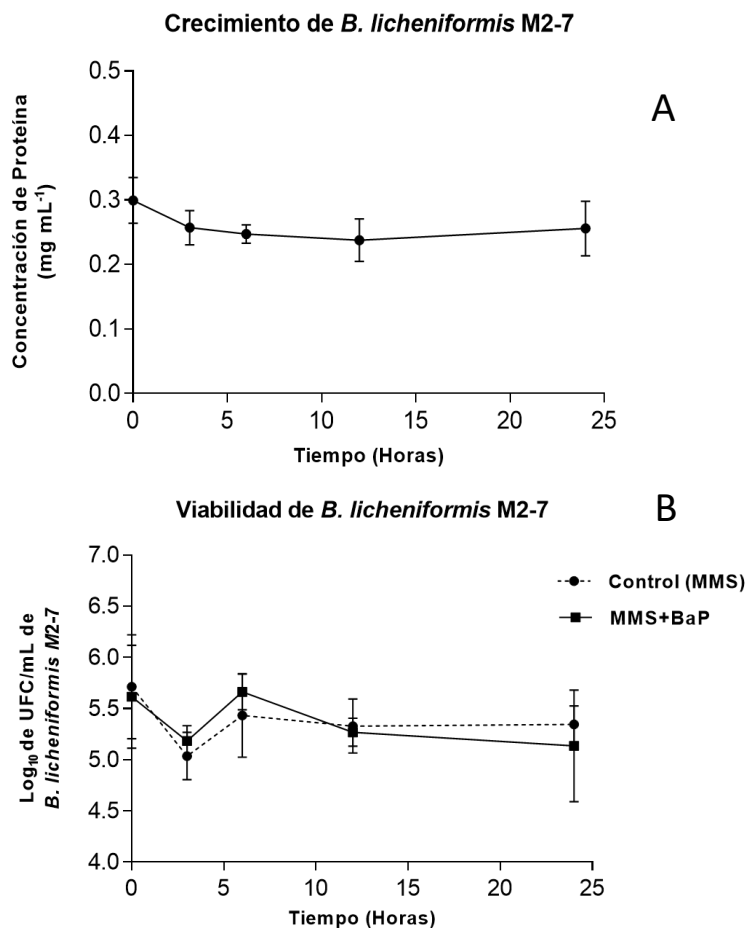 Crecimiento de B. licheniformis M2-7
A
Concentración de Proteína
(mg mL-1)
0.5
0.4
0.3
0.2
0.1
0.0
0 5 10 15 20 25
Tiempo (Horas)
Viabilidad de B. licheniformis M2-7
B
Log10 de UFC/mL de
B. licheniformis M2-7
7.0
6.5
6.0
5.5
5.0
4.5
4.0
0 5 10 15 20 25
Tiempo (Horas)
Control (MMS)
MMS+BaP